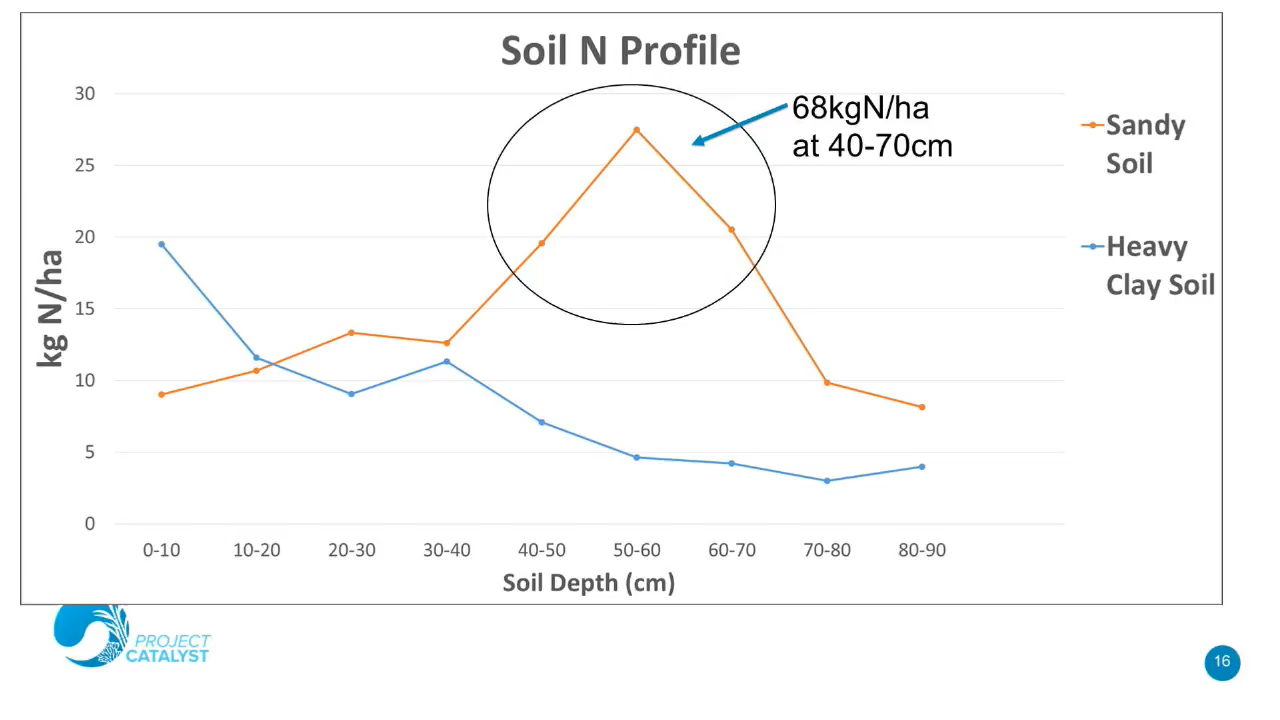 Soil N Profile
68kgN/ha
at 40-70cm
Sandy
Soil
Heavy
Clay Soil
kg N/ha
30
25
20
15
10
5
0
0-10 10-20 20-30 30-40 40-50 50-60 60-70 70-80 80-90
Soil Depth (cm)
PROJECT
CATALYST
16